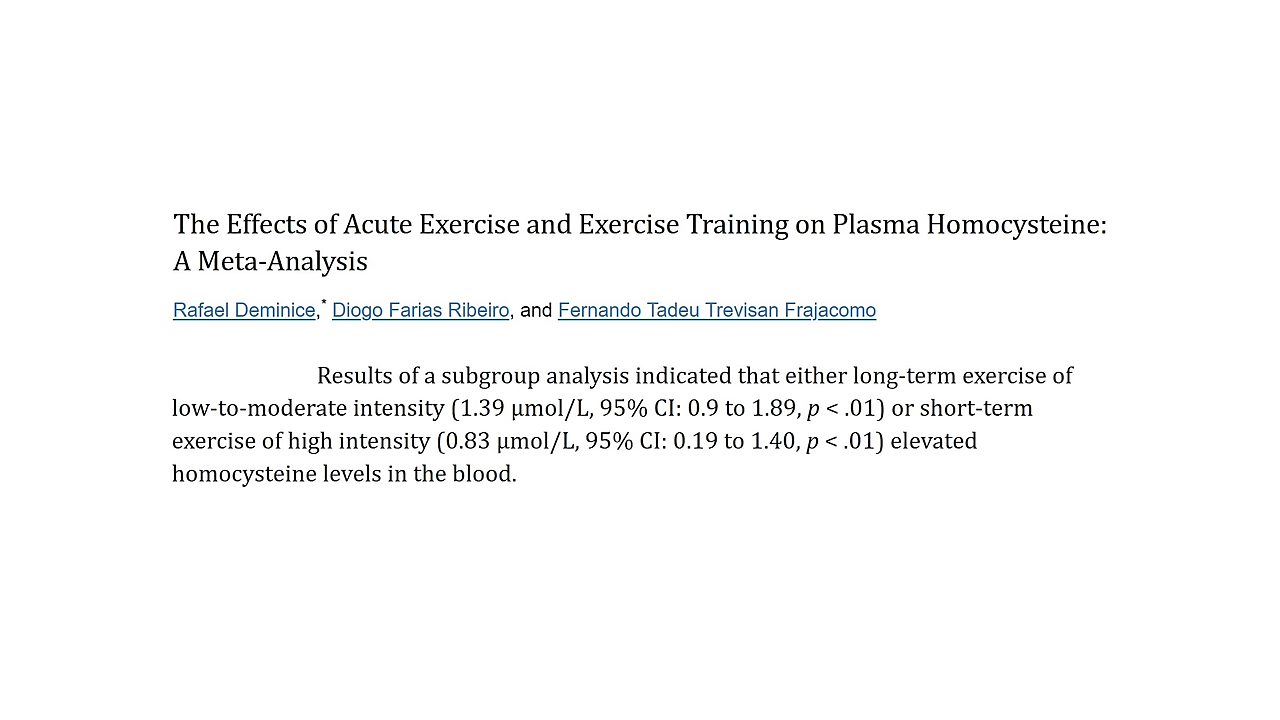 The Effects of Acute Exercise and Exercise Training on Plasma Homocysteine:
A Meta-Analysis
Rafael Deminice,* Diogo Farias Ribeiro, and Fernando Tadeu Trevisan Frajacomo
Results of a subgroup analysis indicated that either long-term exercise of
low-to-moderate intensity (1.39 μmol/L, 95% CI: 0.9 to 1.89, p < .01) or short-term
exercise of high intensity (0.83 μmol/L, 95% CI: 0.19 to 1.40, p < .01) elevated
homocysteine levels in the blood.